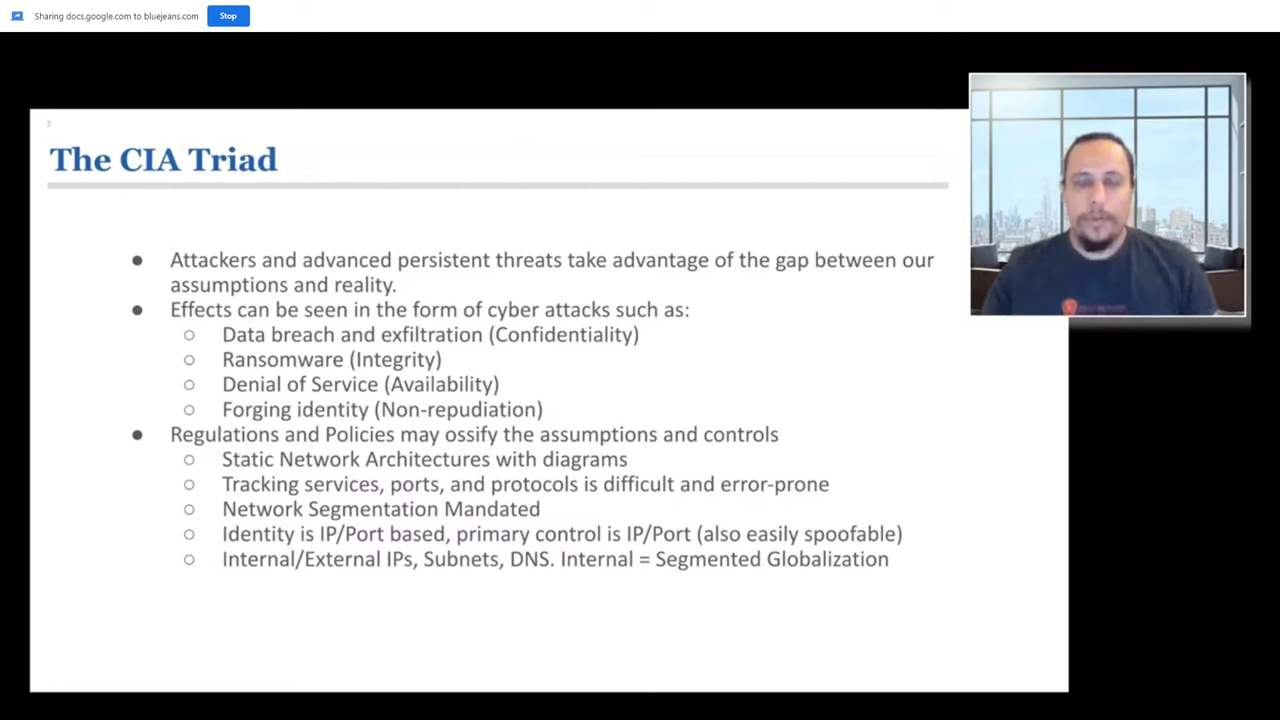 Sharing docs.google.com to bluejeans.com
Stop
7
The CIA Triad
● Attackers and advanced persistent threats take advantage of the gap between our
assumptions and reality.
● Effects can be seen in the form of cyber attacks such as:
○ Data breach and exfiltration (Confidentiality)
○ Ransomware (Integrity)
○ Denial of Service (Availability)
○ Forging identity (Non-repudiation)
● Regulations and Policies may ossify the assumptions and controls
○ Static Network Architectures with diagrams
○ Tracking services, ports, and protocols is difficult and error-prone
○ Network Segmentation Mandated
○ Identity is IP/Port based, primary control is IP/Port (also easily spoofable)
○ Internal/External IPs, Subnets, DNS. Internal = Segmented Globalization